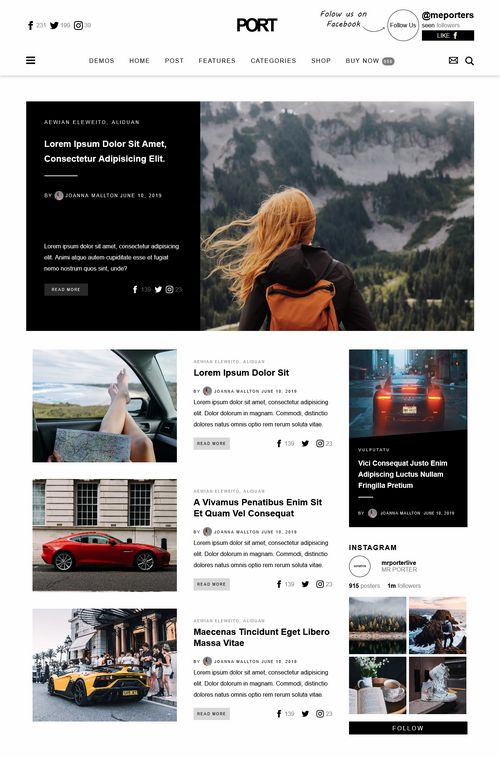 231 199 39
PORT
Folow us on
Facebook
Follow Us
@meporters
seen followers
LIKE
DEMOS HOME POST FEATURES CATEGORIES SHOP BUY NOW
AEWIAN ELEWEITO, ALIDUAN
Lorem Ipsum Dolor Sit Amet,
Consectetur Adipisicing Elit.
BY JOANNA MALLTON JUNE 10, 2019
Lorem ipsum dolor sit amet, consectetur adipisicing
elit. Animi atque autem cupiditate esse et fugiat
nemo nostrum quos sint, unde?
READ MORE 139 23
AEWIAN ELEWEITO, ALIDUAN
Lorem Ipsum Dolor Sit
BY JOANNA MALLTON JUNE 10, 2019
Lorem ipsum dolor sit amet, consectetur adipisicing
elit. Dolor dolorum in magnam. Commodi, distinctio
dolores natus omnis optio rem rerum soluta vitae.
READ MORE 139 23
A Vivamus Penatibus Enim Sit
Et Quam Vel Consequat
BY JOANNA MALLTON JUNE 10, 2019
Lorem ipsum dolor sit amet, consectetur adipisicing
elit. Dolor dolorum in magnam. Commodi, distinctio
dolores natus omnis optio rem rerum soluta vitae.
READ MORE 139 23
AEWIAN ELEWEITO, ALIDUAN
Maecenas Tincidunt Eget Libero
Massa Vitae
BY JOANNA MALLTON JUNE 10, 2019
Lorem ipsum dolor sit amet, consectetur adipisicing
elit. Dolor dolorum in magnam. Commodi, distinctio
dolores natus omnis optio rem rerum soluta vitae.
READ MORE 139 23
VULPUTATU
Vici Consequat Justo Enim
Adipiscing Luctus Nullam
Fringilla Pretium
BY JOANNA MALLTON JUNE 10, 2019
INSTAGRAM
mrporterlive
MR PORTER
915 posters 1m followers
FOLLOW